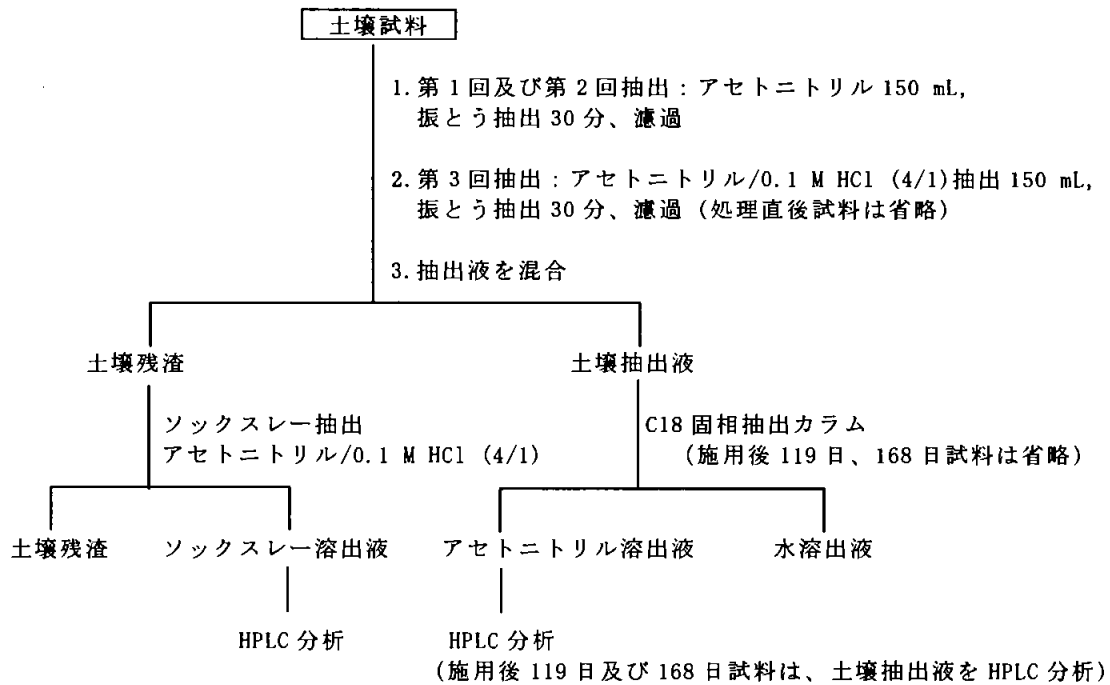 土壌試料
1. 第1回及び第2回抽出：アセトニトリル 150 mL,
振とう抽出 30 分、濾過
2. 第3回抽出：アセトニトリル/0.1 M HCl (4/1)抽出 150 mL,
振とう抽出 30 分、濾過（処理直後試料は省略）
3. 抽出液を混合
土壌残渣
土壌抽出液
ソックスレー抽出
アセトニトリル/0.1 M HCl (4/1)
C18 固相抽出カラム
（施用後 119 日、168 日試料は省略）
土壌残渣
ソックスレー溶出液
アセトニトリル溶出液
水溶出液
HPLC 分析
HPLC 分析
（施用後 119 日及び 168 日試料は、土壌抽出液を HPLC 分析）